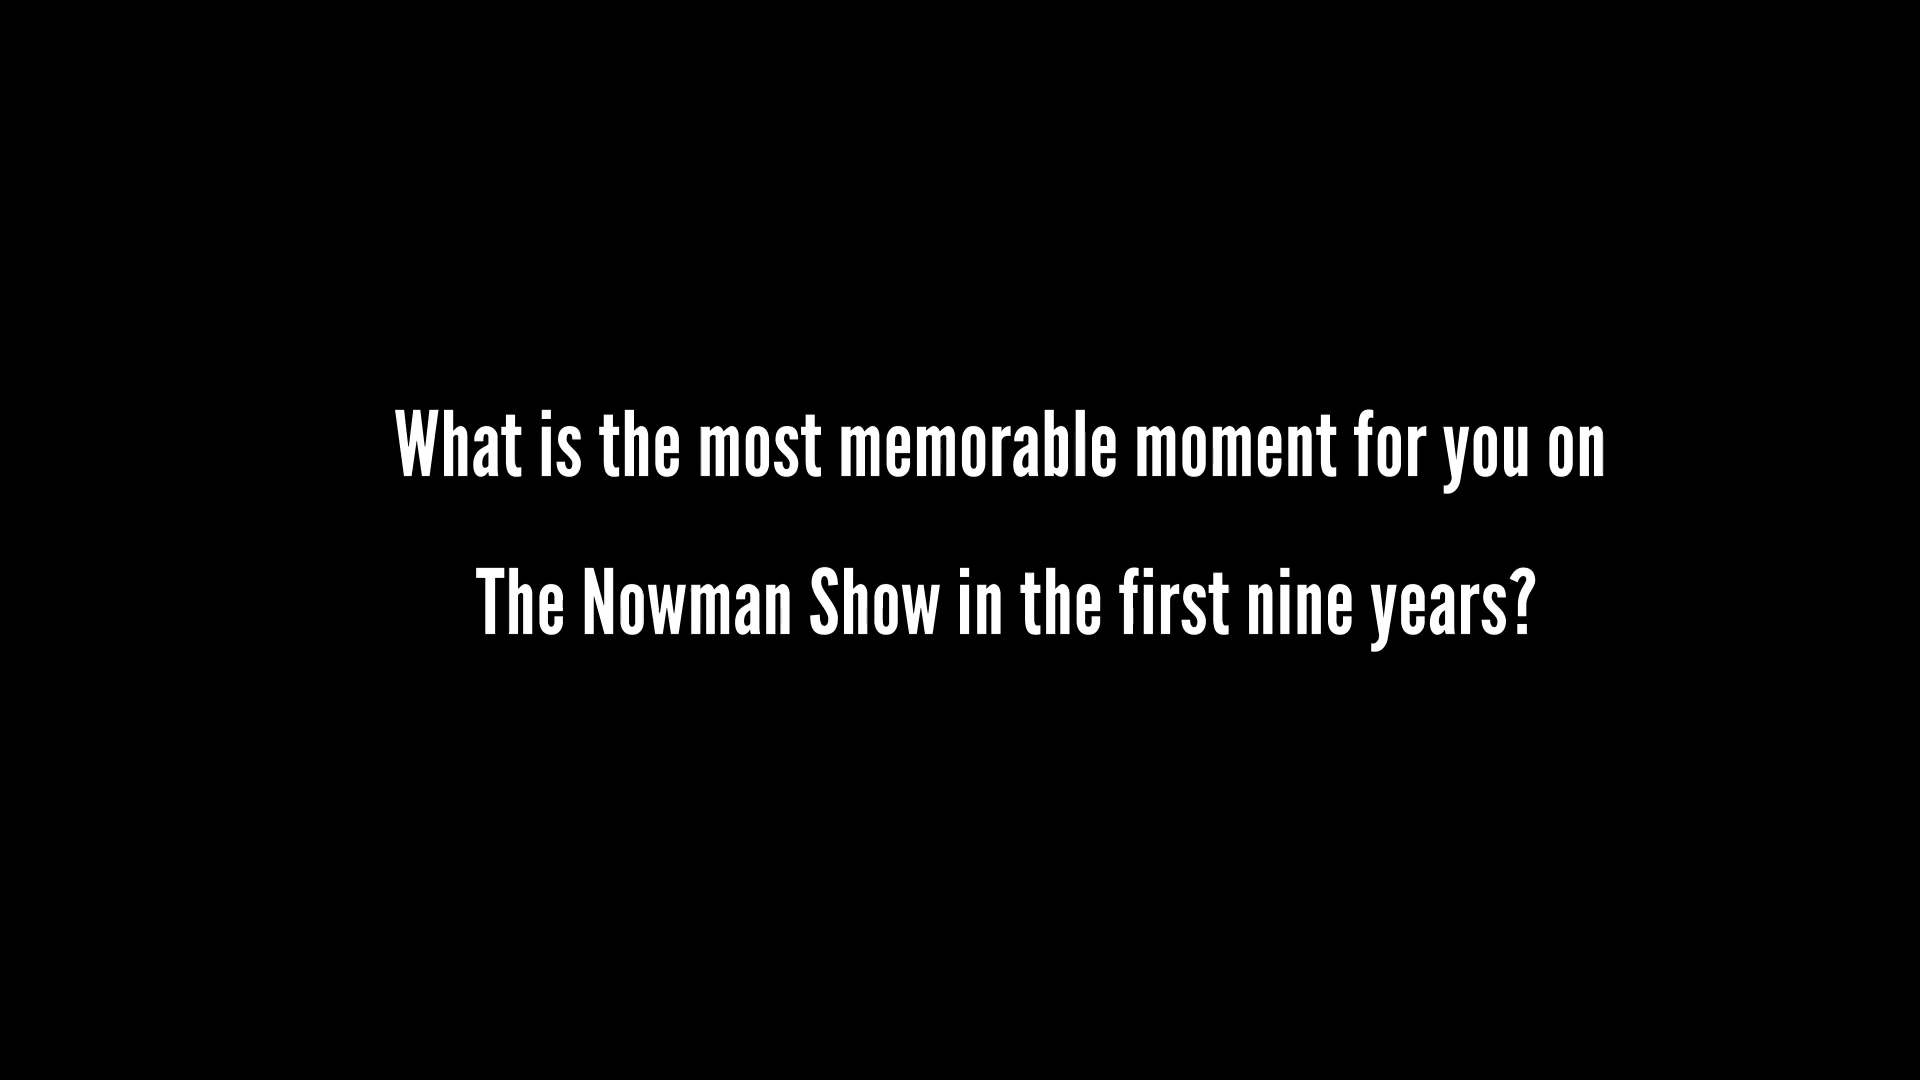 What is the most memorable moment for you on
The Nowman Show in the first nine years?